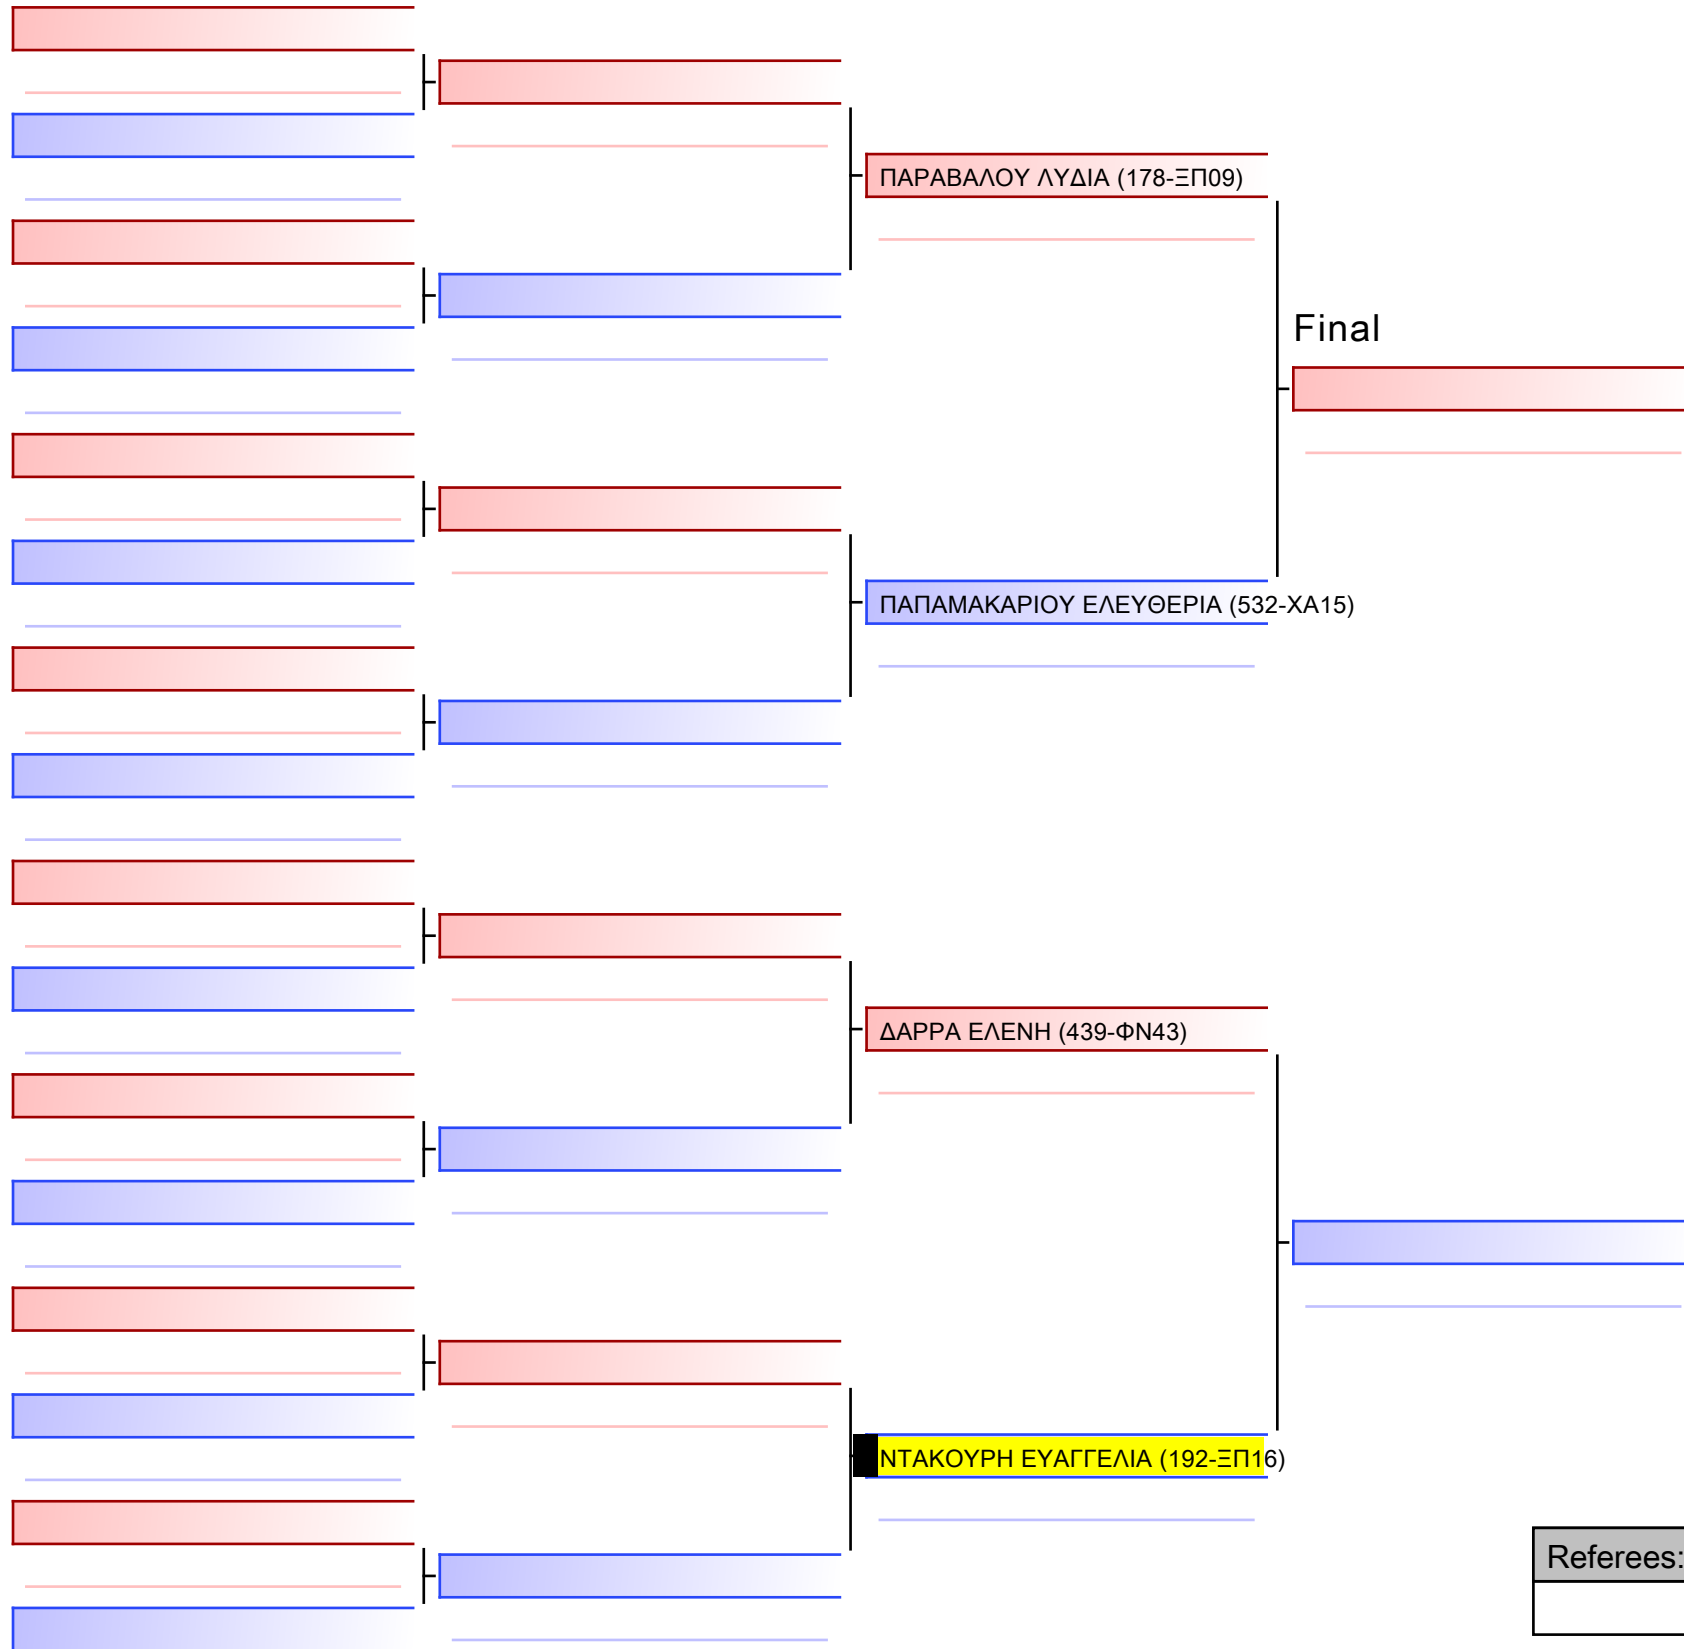 ΠΑΡΑΒΑΛΟΥ ΛΥΔΙΑ (178-ΞΠ09)
Final
ΠΑΠΑΜΑΚΑΡΙΟΥ ΕΛΕΥΘΕΡΙΑ (532-ΧΑ15)
ΔΑΡΡΑ ΕΛΕΝΗ (439-ΦΝ43)
ΝΤΑΚΟΥΡΗ ΕΥΑΓΓΕΛΙΑ (192-ΞΠ16)
Referees: